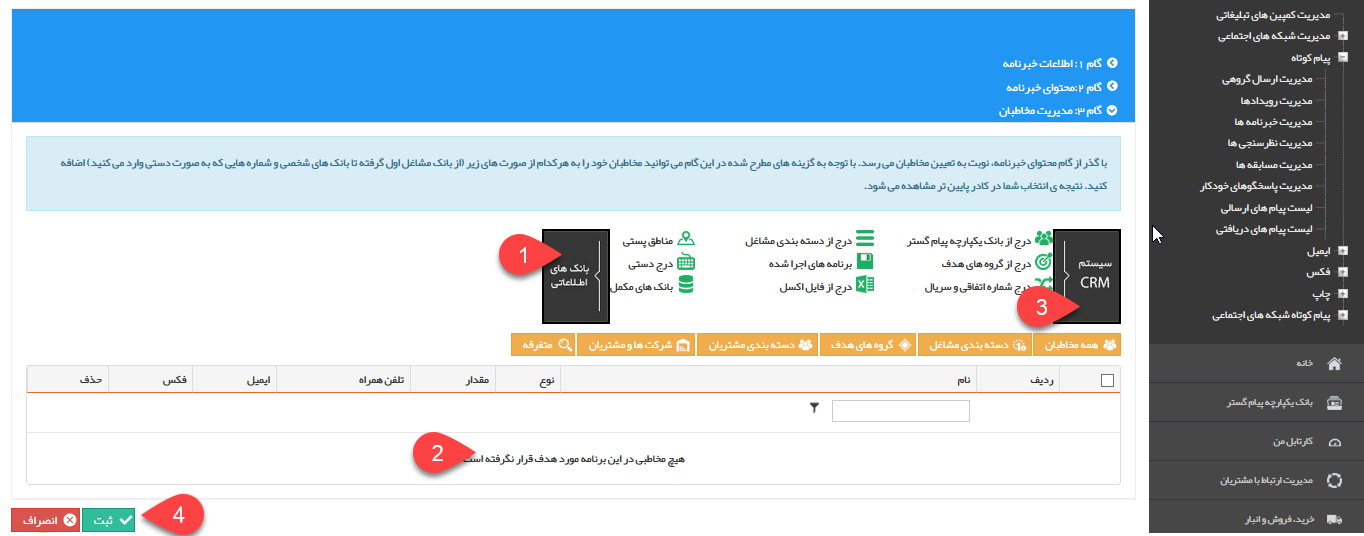 مدیریت کمپین های تبلیغاتی
مدیریت شبکه های اجتماعی
پیام کوتاه
مدیریت ارسال گروهی
مدیریت رویدادها
مدیریت خبرنامه ها
مدیریت نظرسنجی ها
مدیریت مسابقه ها
مدیریت پاسخگوهای خودکار
لیست پیام های ارسالی
لیست پیام های دریافتی
ایمیل
فکس
چاپ
پیام کوتاه شبکه های اجتماعی
خانه
بانک یکپارچه پیام گستر
کارتابل من
مدیریت ارتباط با مشتریان
خرید، فروش و انبار
گام ۱: اطلاعات خبرنامه
گام ۲:محتوای خبرنامه
گام ۳: مدیریت مخاطبان
با گذر از گام محتوای خبرنامه، نوبت به تعیین مخاطبان می رسد. با توجه به گزینه های مطرح شده در این گام می توانید مخاطبان خود را به هرکدام از صورت های زیر (از بانک مشاغل اول گرفته تا بانک های شخصی و شماره هایی که به صورت دستی وارد می کنید) اضافه
کنید. نتیجه ی انتخاب شما در کادر پایین تر مشاهده می شود.
سیستم
CRM
3
درج از بانک یکپارچه پیام گستر
درج از گروه های هدف
درج شماره اتفاقی و سریال
درج از دسته بندی مشاغل
برنامه های اجرا شده
درج از فایل اکسل
مناطق پستی
درج دستی
بانک های مکمل
بانک های
اطلاعاتی
1
همه مخاطبان
دسته بندی مشاغل
گروه های هدف
دسته بندی مشتریان
شرکت ها و مشتریان
متفرقه
ردیف
نام
نوع
مقدار
تلفن همراه
ایمیل
فکس
حذف
هیچ مخاطبی در این برنامه مورد هدف قرار نگرفته است
2
ثبت
انصراف
4